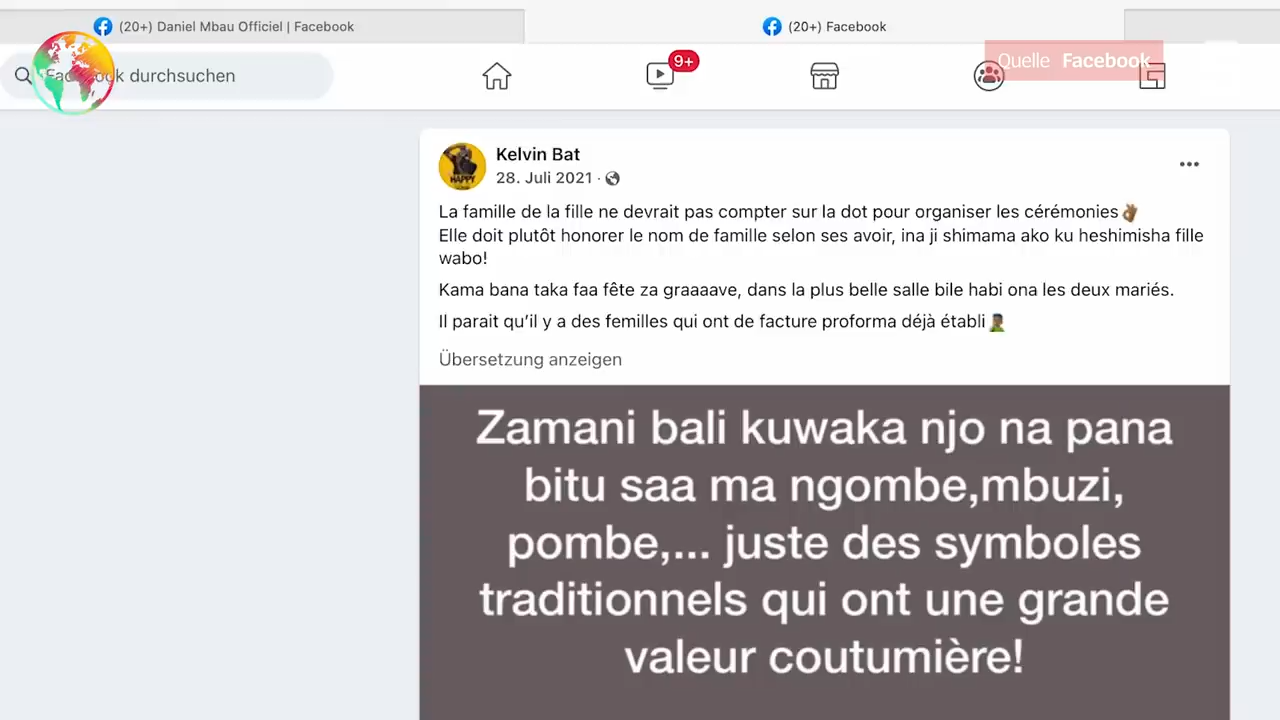 (20+) Daniel Mbau Officiel | Facebook
(20+) Facebook
Facebook durchsuchen
9+
Quelle Facebook
Kelvin Bat
28. Juli 2021 ·
La famille de la fille ne devrait pas compter sur la dot pour organiser les cérémonies👌🏾
Elle doit plutôt honorer le nom de famille selon ses avoir, ina ji shimama ako ku heshimisha fille
wabo!
Kama bana taka faa fête za graaaave, dans la plus belle salle bile habi ona les deux mariés.
Il parait qu’il y a des femilles qui ont de facture proforma déjà établi
Übersetzung anzeigen
Zamani bali kuwaka njo na pana
bitu saa ma ngombe,mbuzi,
pombe,... juste des symboles
traditionnels qui ont une grande
valeur coutumière!
HAPPY